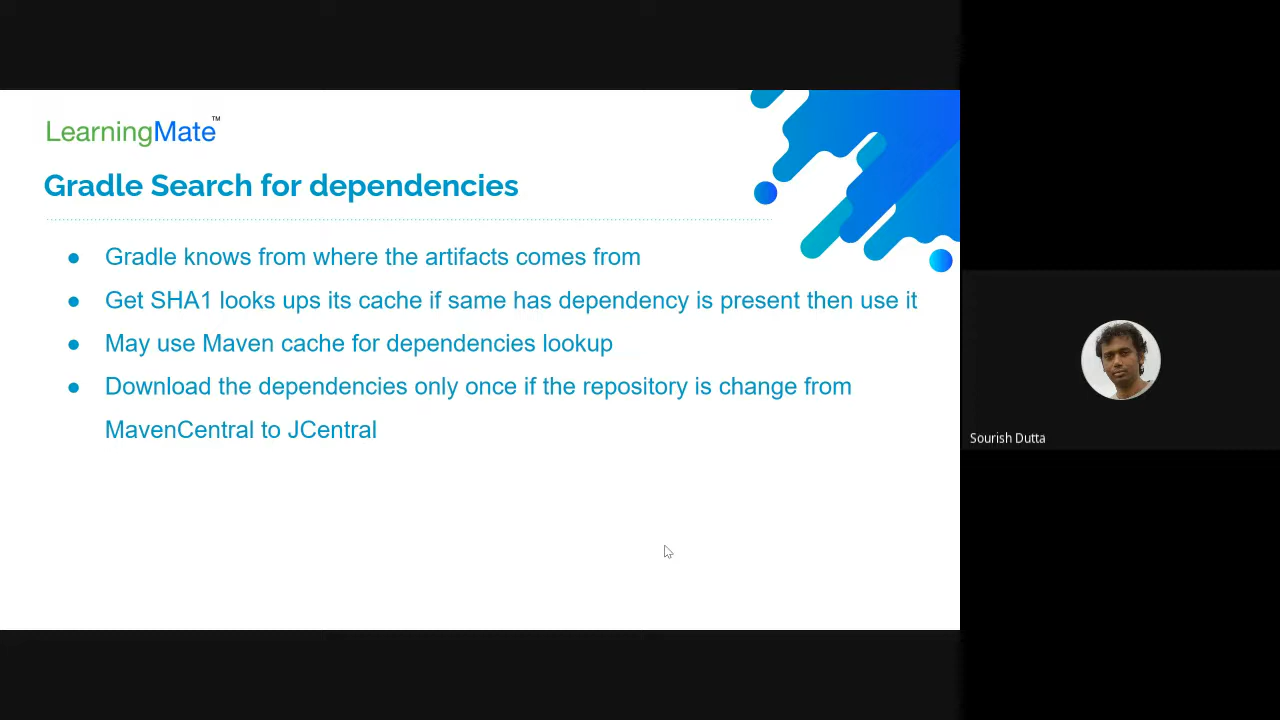 LearningMate™
Gradle Search for dependencies
● Gradle knows from where the artifacts comes from
● Get SHA1 looks ups its cache if same has dependency is present then use it
● May use Maven cache for dependencies lookup
● Download the dependencies only once if the repository is change from
MavenCentral to JCentral
Sourish Dutta